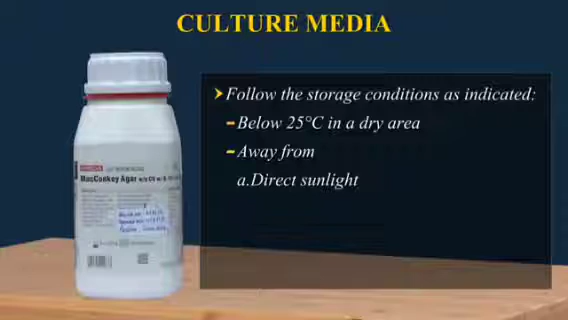 CULTURE MEDIA
➤Follow the storage conditions as indicated:
-Below 25°C in a dry area
-Away from
a.Direct sunlight
MacConkey Agar